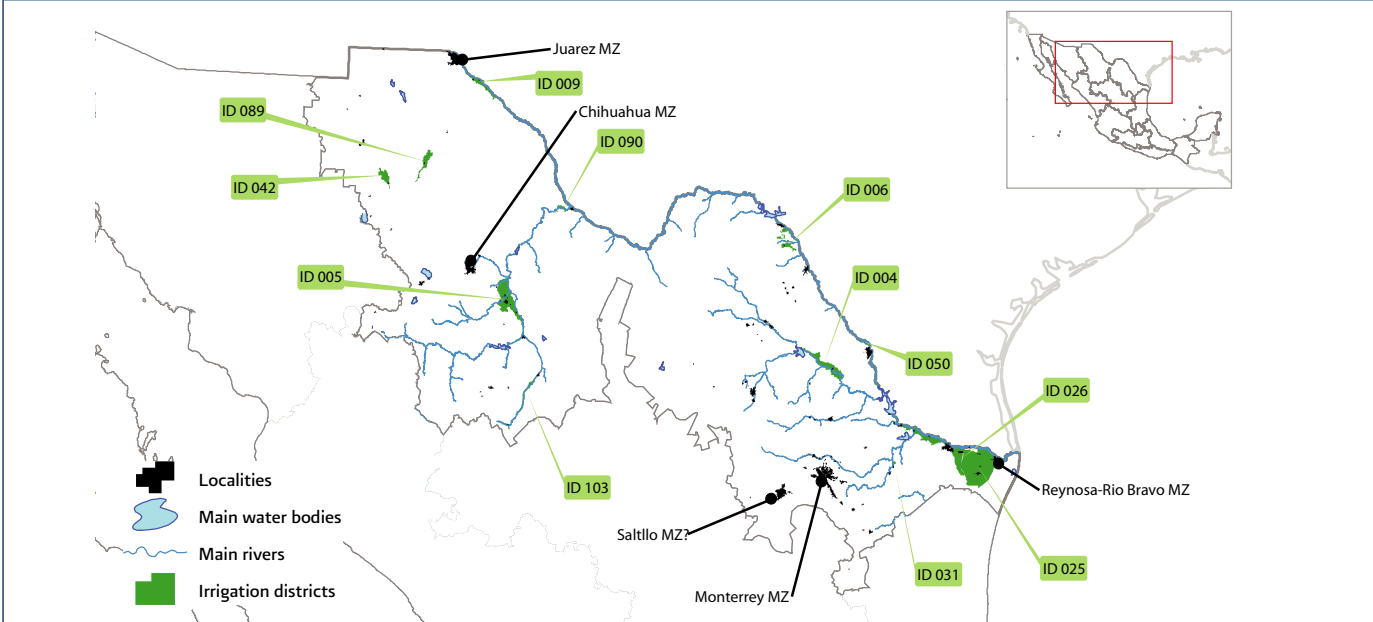 Juarez MZ
ID 009
ID 089
Chihuahua MZ
ID 090
ID 042
ID 006
ID 005
ID 004
ID 050
ID 026
Localities
ID 103
Reynosa-Rio Bravo MZ
Main water bodies
Saltllo MZ?
Main rivers
ID 031
ID 025
Irrigation districts
Monterrey MZ